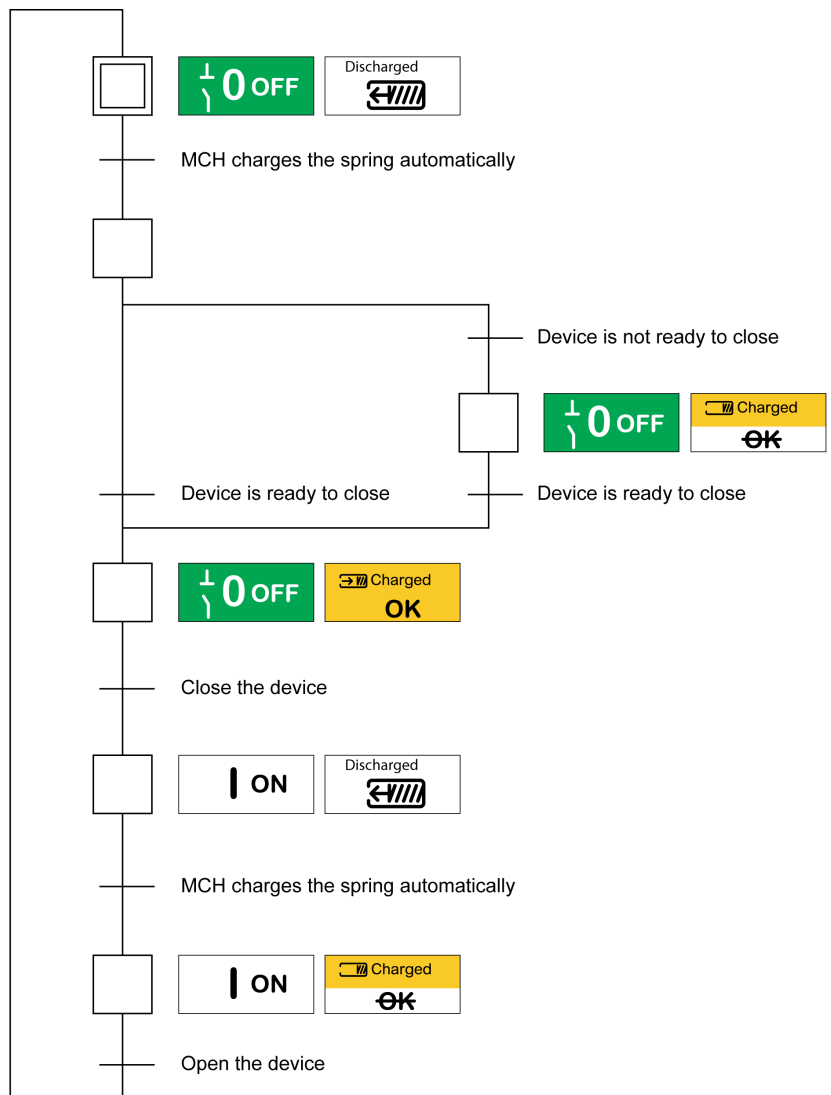 0 OFF
Discharged
MCH charges the spring automatically
Device is not ready to close
0 OFF
Charged
OK
Device is ready to close
Device is ready to close
0 OFF
Charged
OK
Close the device
I ON
Discharged
MCH charges the spring automatically
I ON
Charged
OK
Open the device